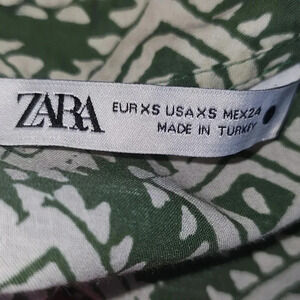 ZARA
EUR XS USA XS MEX 24
MADE IN TURKEY